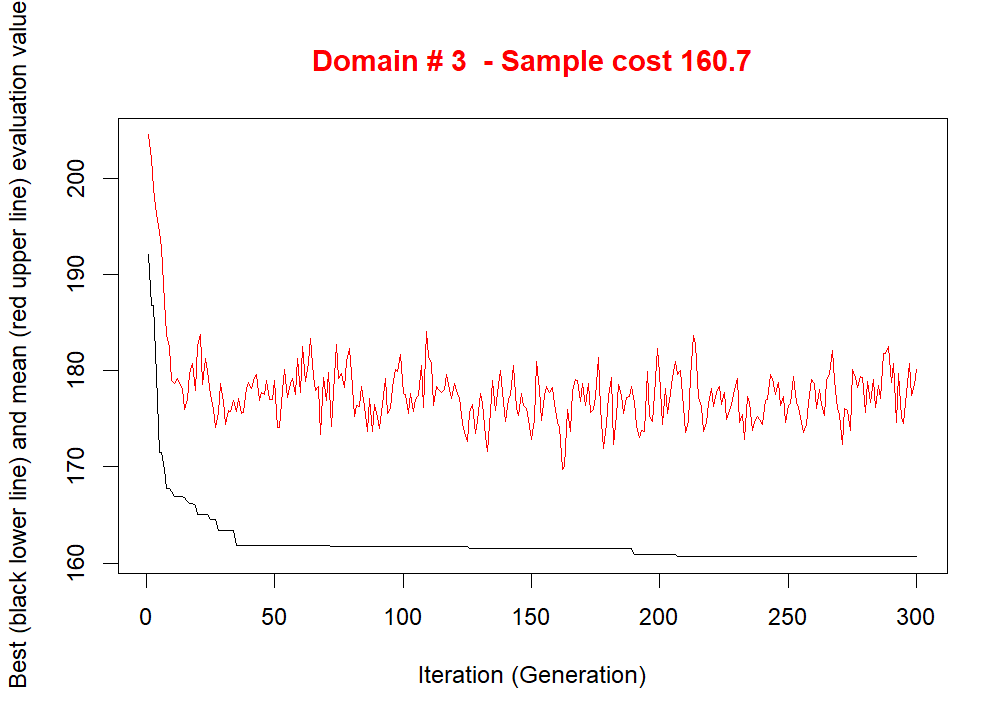 Domain # 3  - Sample cost 160.7
Best (black lower line) and mean (red upper line) evaluation value
200
190
180
170
160
0 50 100 150 200 250 300
Iteration (Generation)